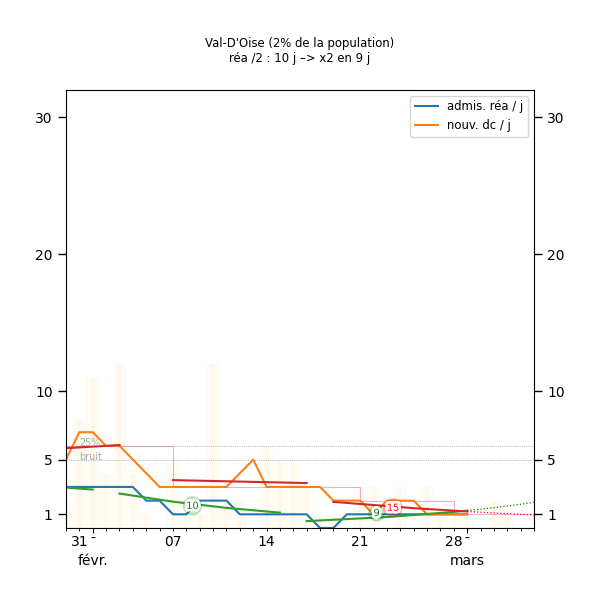 Val-D'Oise (2% de la population)
réa /2 : 10 j –> x2 en 9 j
admis. réa / j
nouv. dc / j
30
30
20
20
10
10
25%
bruit
5
5
10
9
15
1
1
31
07
14
21
28
févr.
mars